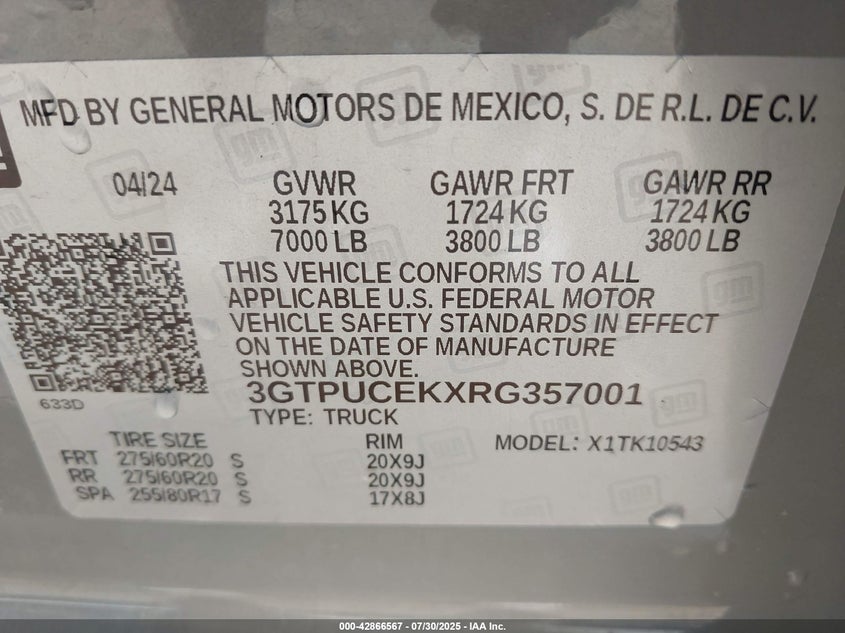 MFD BY GENERAL MOTORS DE MEXICO, S. DE R.L. DE C.V.
04/24 GVWR GAWR FRT GAWR RR
3175 KG 1724 KG 1724 KG
7000 LB 3800 LB 3800 LB
THIS VEHICLE CONFORMS TO ALL
APPLICABLE U.S. FEDERAL MOTOR
VEHICLE SAFETY STANDARDS IN EFFECT
ON THE DATE OF MANUFACTURE
SHOWN ABOVE.
633D
3GTPUCEKXRG357001
TYPE: TRUCK
TIRE SIZE RIM MODEL: X1TK10543
FRT 275/60R20 S 20X9J
RR 275/60R20 S 20X9J
SPA 255/80R17 S 17X8J
000-42866567 - 07/30/2025 - IAA Inc.